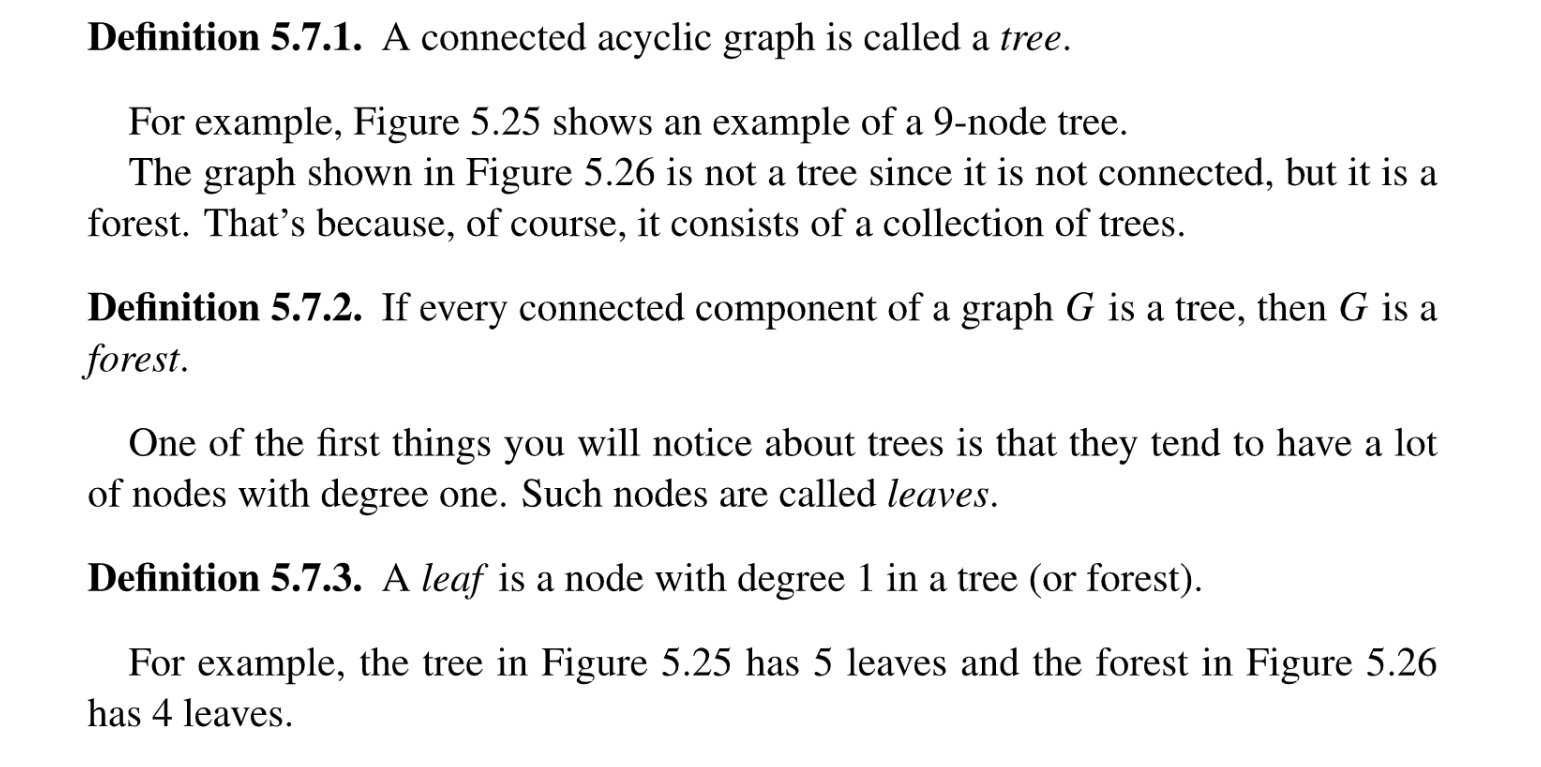 Definition 5.7.1. A connected acyclic graph is called a tree.
For example, Figure 5.25 shows an example of a 9-node tree.
The graph shown in Figure 5.26 is not a tree since it is not connected, but it is a
forest. That’s because, of course, it consists of a collection of trees.
Definition 5.7.2. If every connected component of a graph G is a tree, then G is a
forest.
One of the first things you will notice about trees is that they tend to have a lot
of nodes with degree one. Such nodes are called leaves.
Definition 5.7.3. A leaf is a node with degree 1 in a tree (or forest).
For example, the tree in Figure 5.25 has 5 leaves and the forest in Figure 5.26
has 4 leaves.